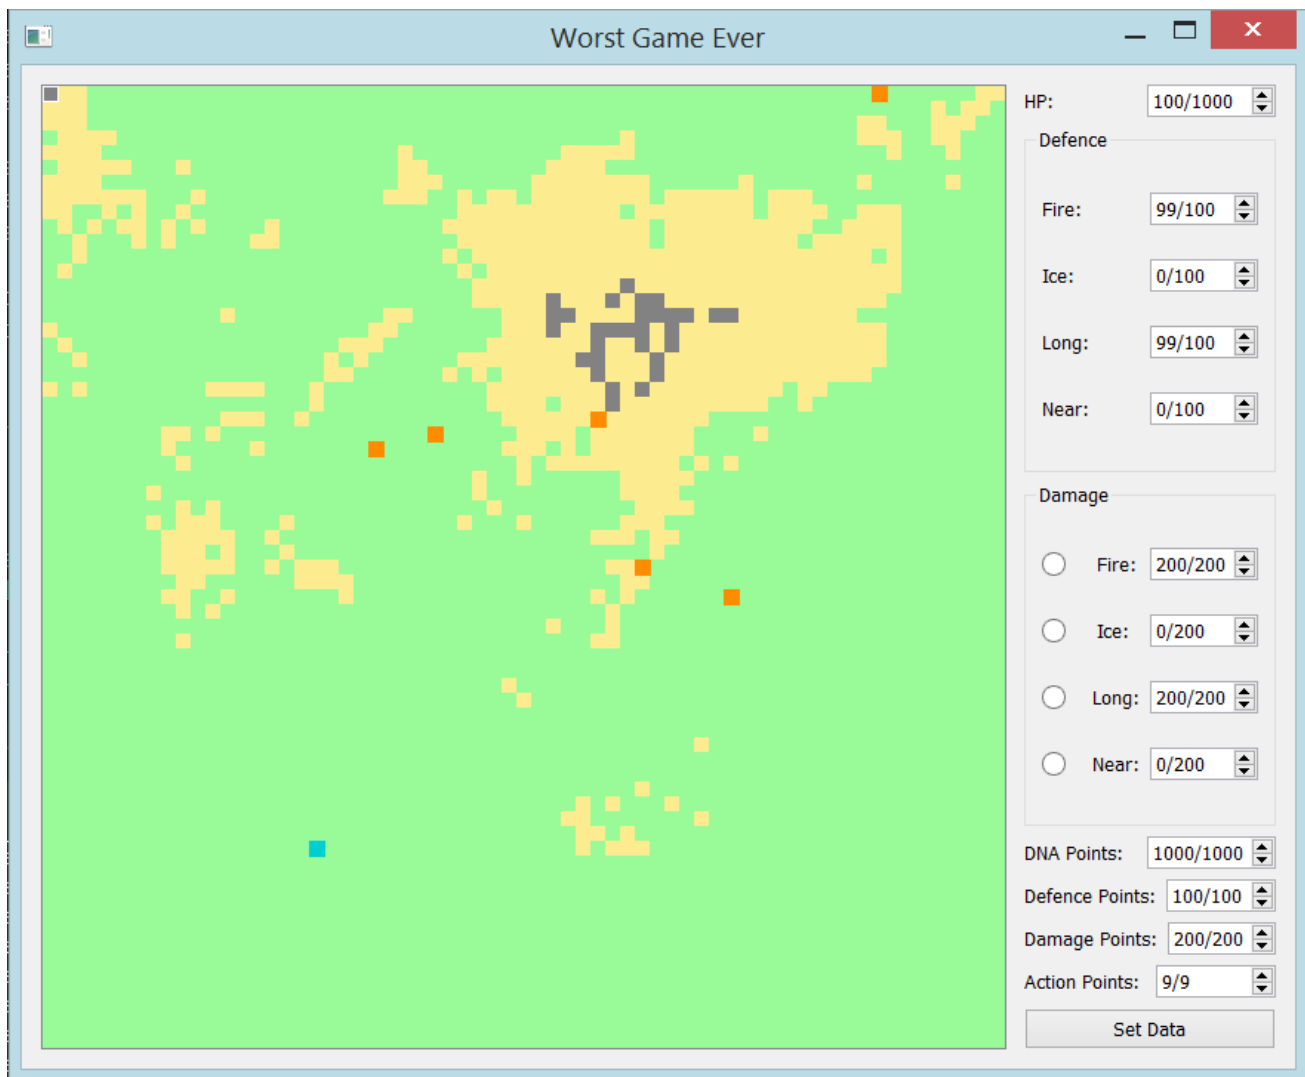 Worst Game Ever
HP: 100/1000
Defence
Fire: 99/100
Ice: 0/100
Long: 99/100
Near: 0/100
Damage
Fire: 200/200
Ice: 0/200
Long: 200/200
Near: 0/200
DNA Points: 1000/1000
Defence Points: 100/100
Damage Points: 200/200
Action Points: 9/9
Set Data